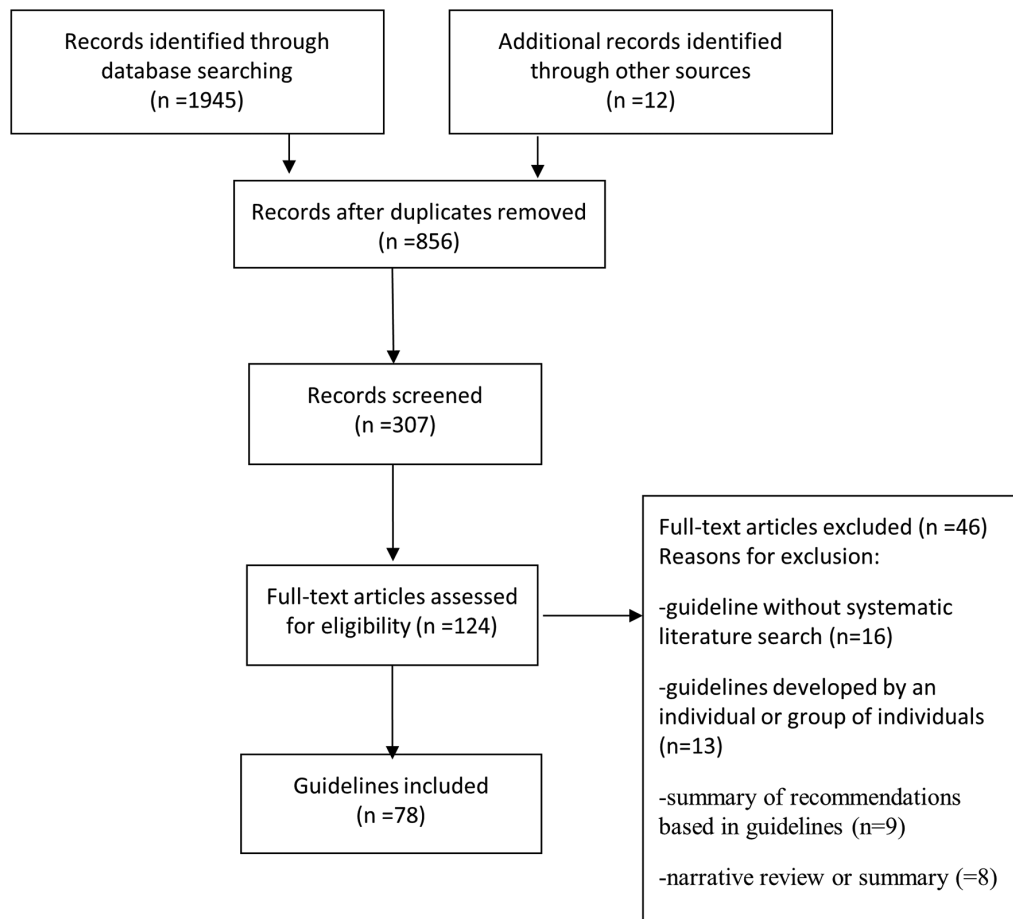 Records identified through
database searching
(n =1945)
Additional records identified
through other sources
(n =12)
Records after duplicates removed
(n =856)
Records screened
(n =307)
Full-text articles assessed
for eligibility (n =124)
Full-text articles excluded (n =46)
Reasons for exclusion:
-guideline without systematic
literature search (n=16)
-guidelines developed by an
individual or group of individuals
(n=13)
-summary of recommendations
based in guidelines (n=9)
-narrative review or summary (=8)
Guidelines included
(n =78)